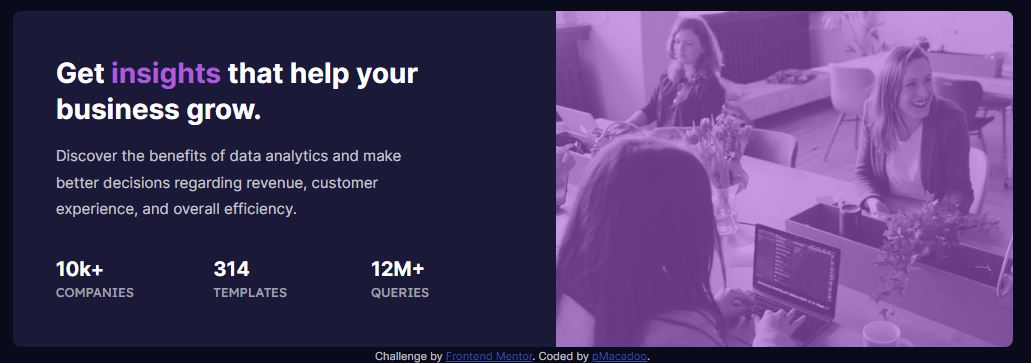 Get insights that help your
business grow.
Discover the benefits of data analytics and make
better decisions regarding revenue, customer
experience, and overall efficiency.
10k+ 314 12M+
COMPANIES TEMPLATES QUERIES
Challenge by Frontend Mentor. Coded by pMacadoo.